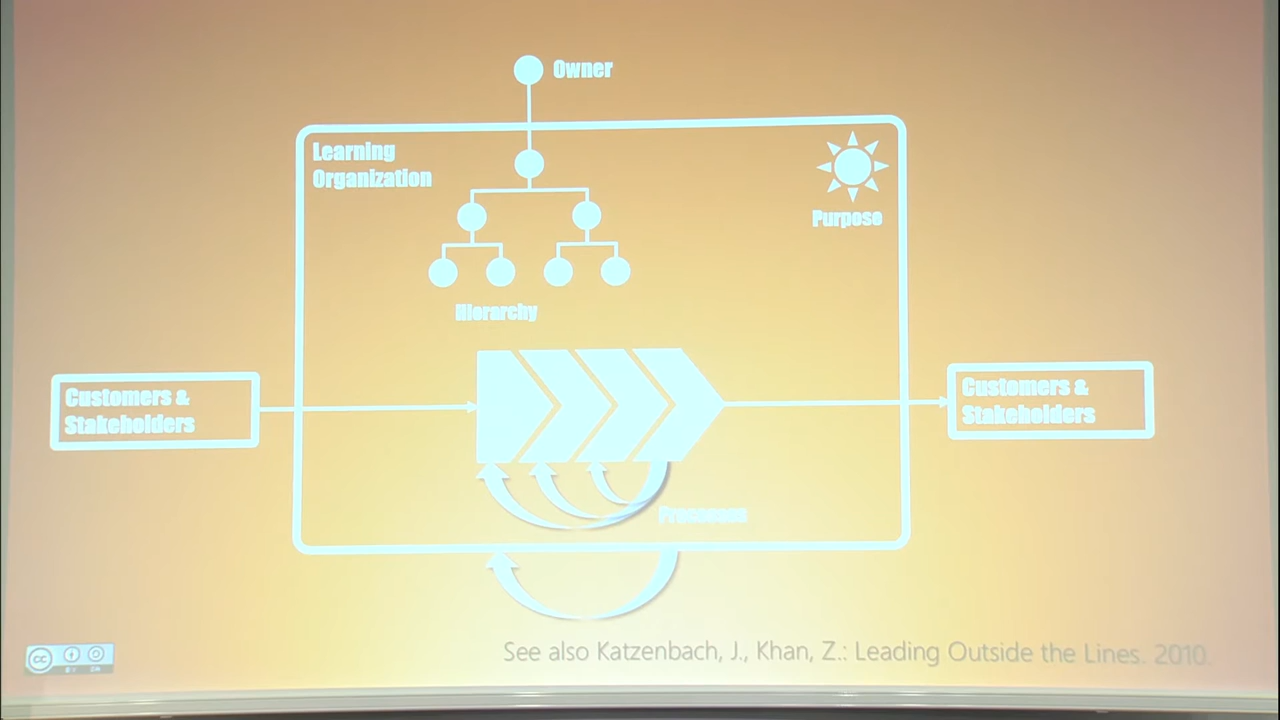 Owner
Learning
Organization
Purpose
Hierarchy
Customers &
Stakeholders
Customers &
Stakeholders
Processes
See also Katzenbach, J., Khan, Z.: Leading Outside the Lines. 2010.
cc